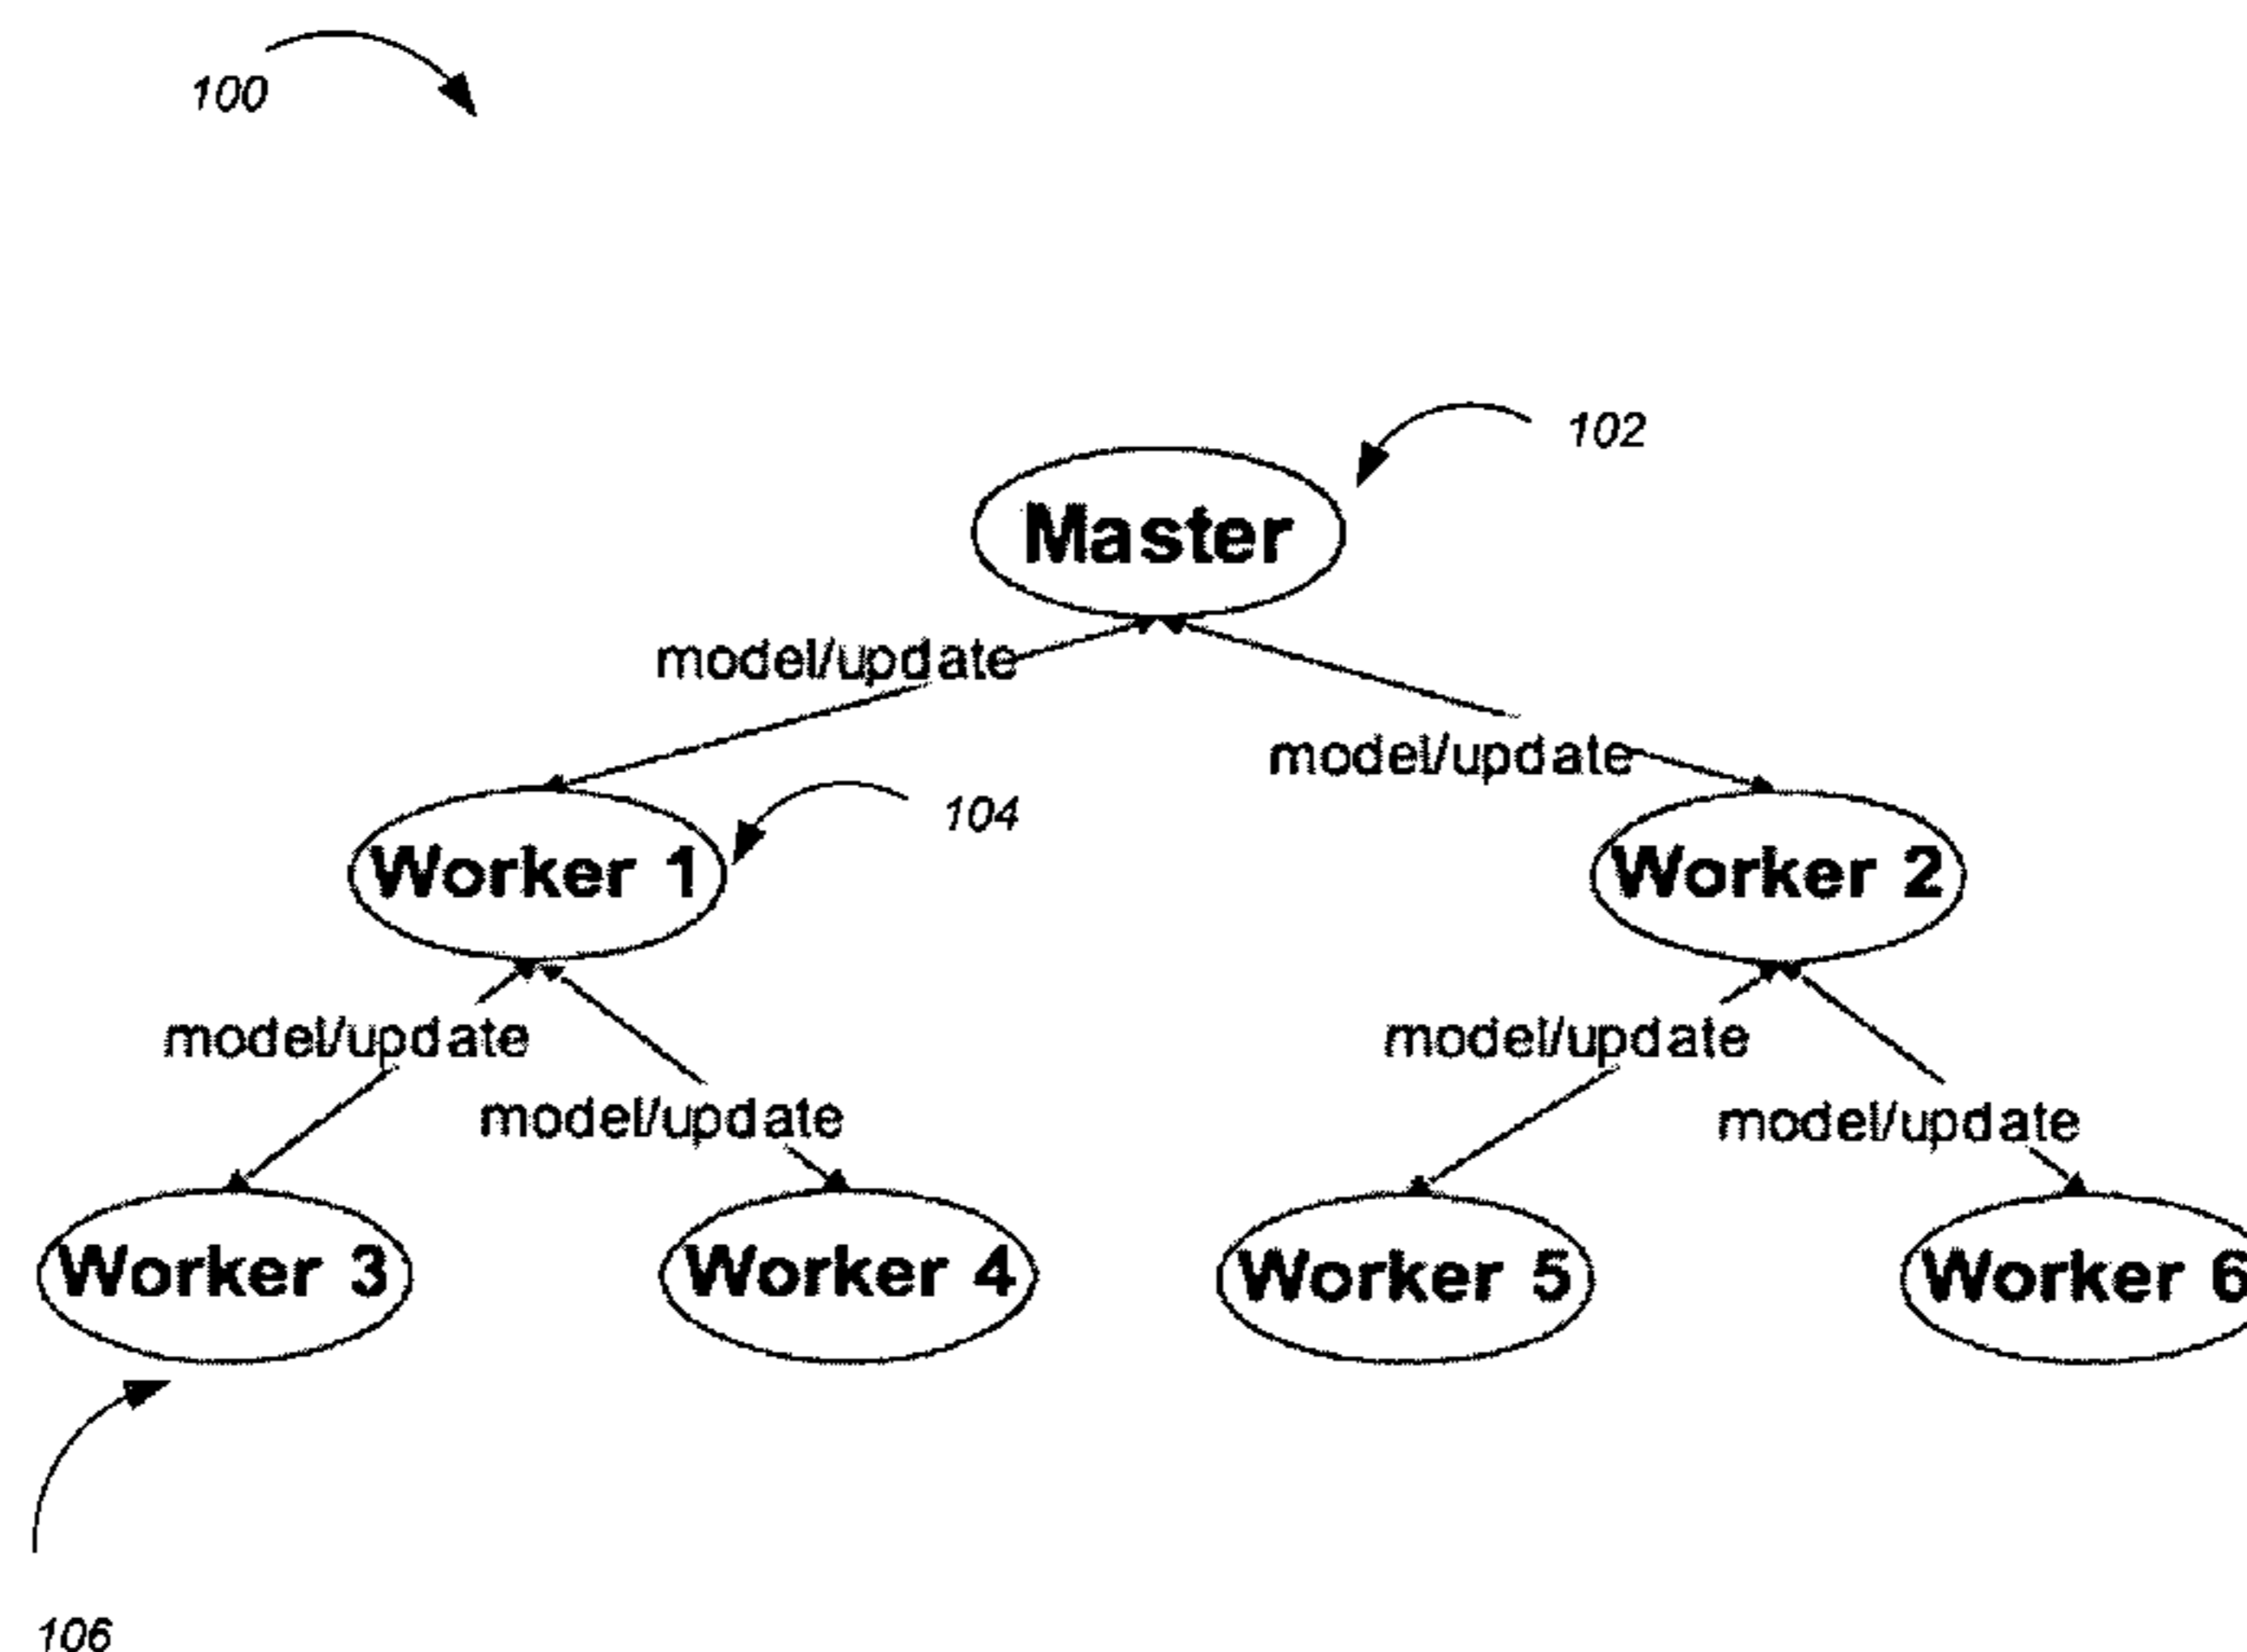 100
102
Master
model/update
model/update
104
Worker 1
Worker 2
model/update
model/update
model/update
model/update
Worker 3
Worker 4
Worker 5
Worker 6
106